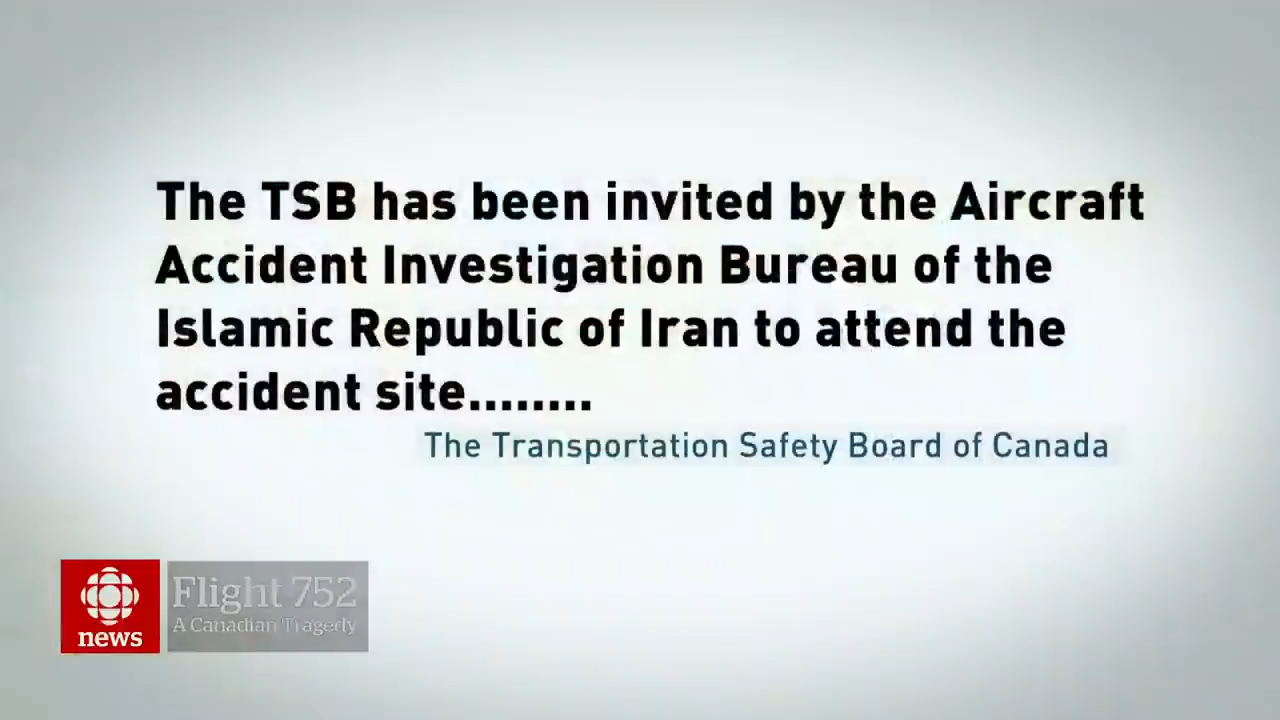 The TSB has been invited by the Aircraft
Accident Investigation Bureau of the
Islamic Republic of Iran to attend the
accident site........
The Transportation Safety Board of Canada
news
Flight 752
A Canadian Tragedy